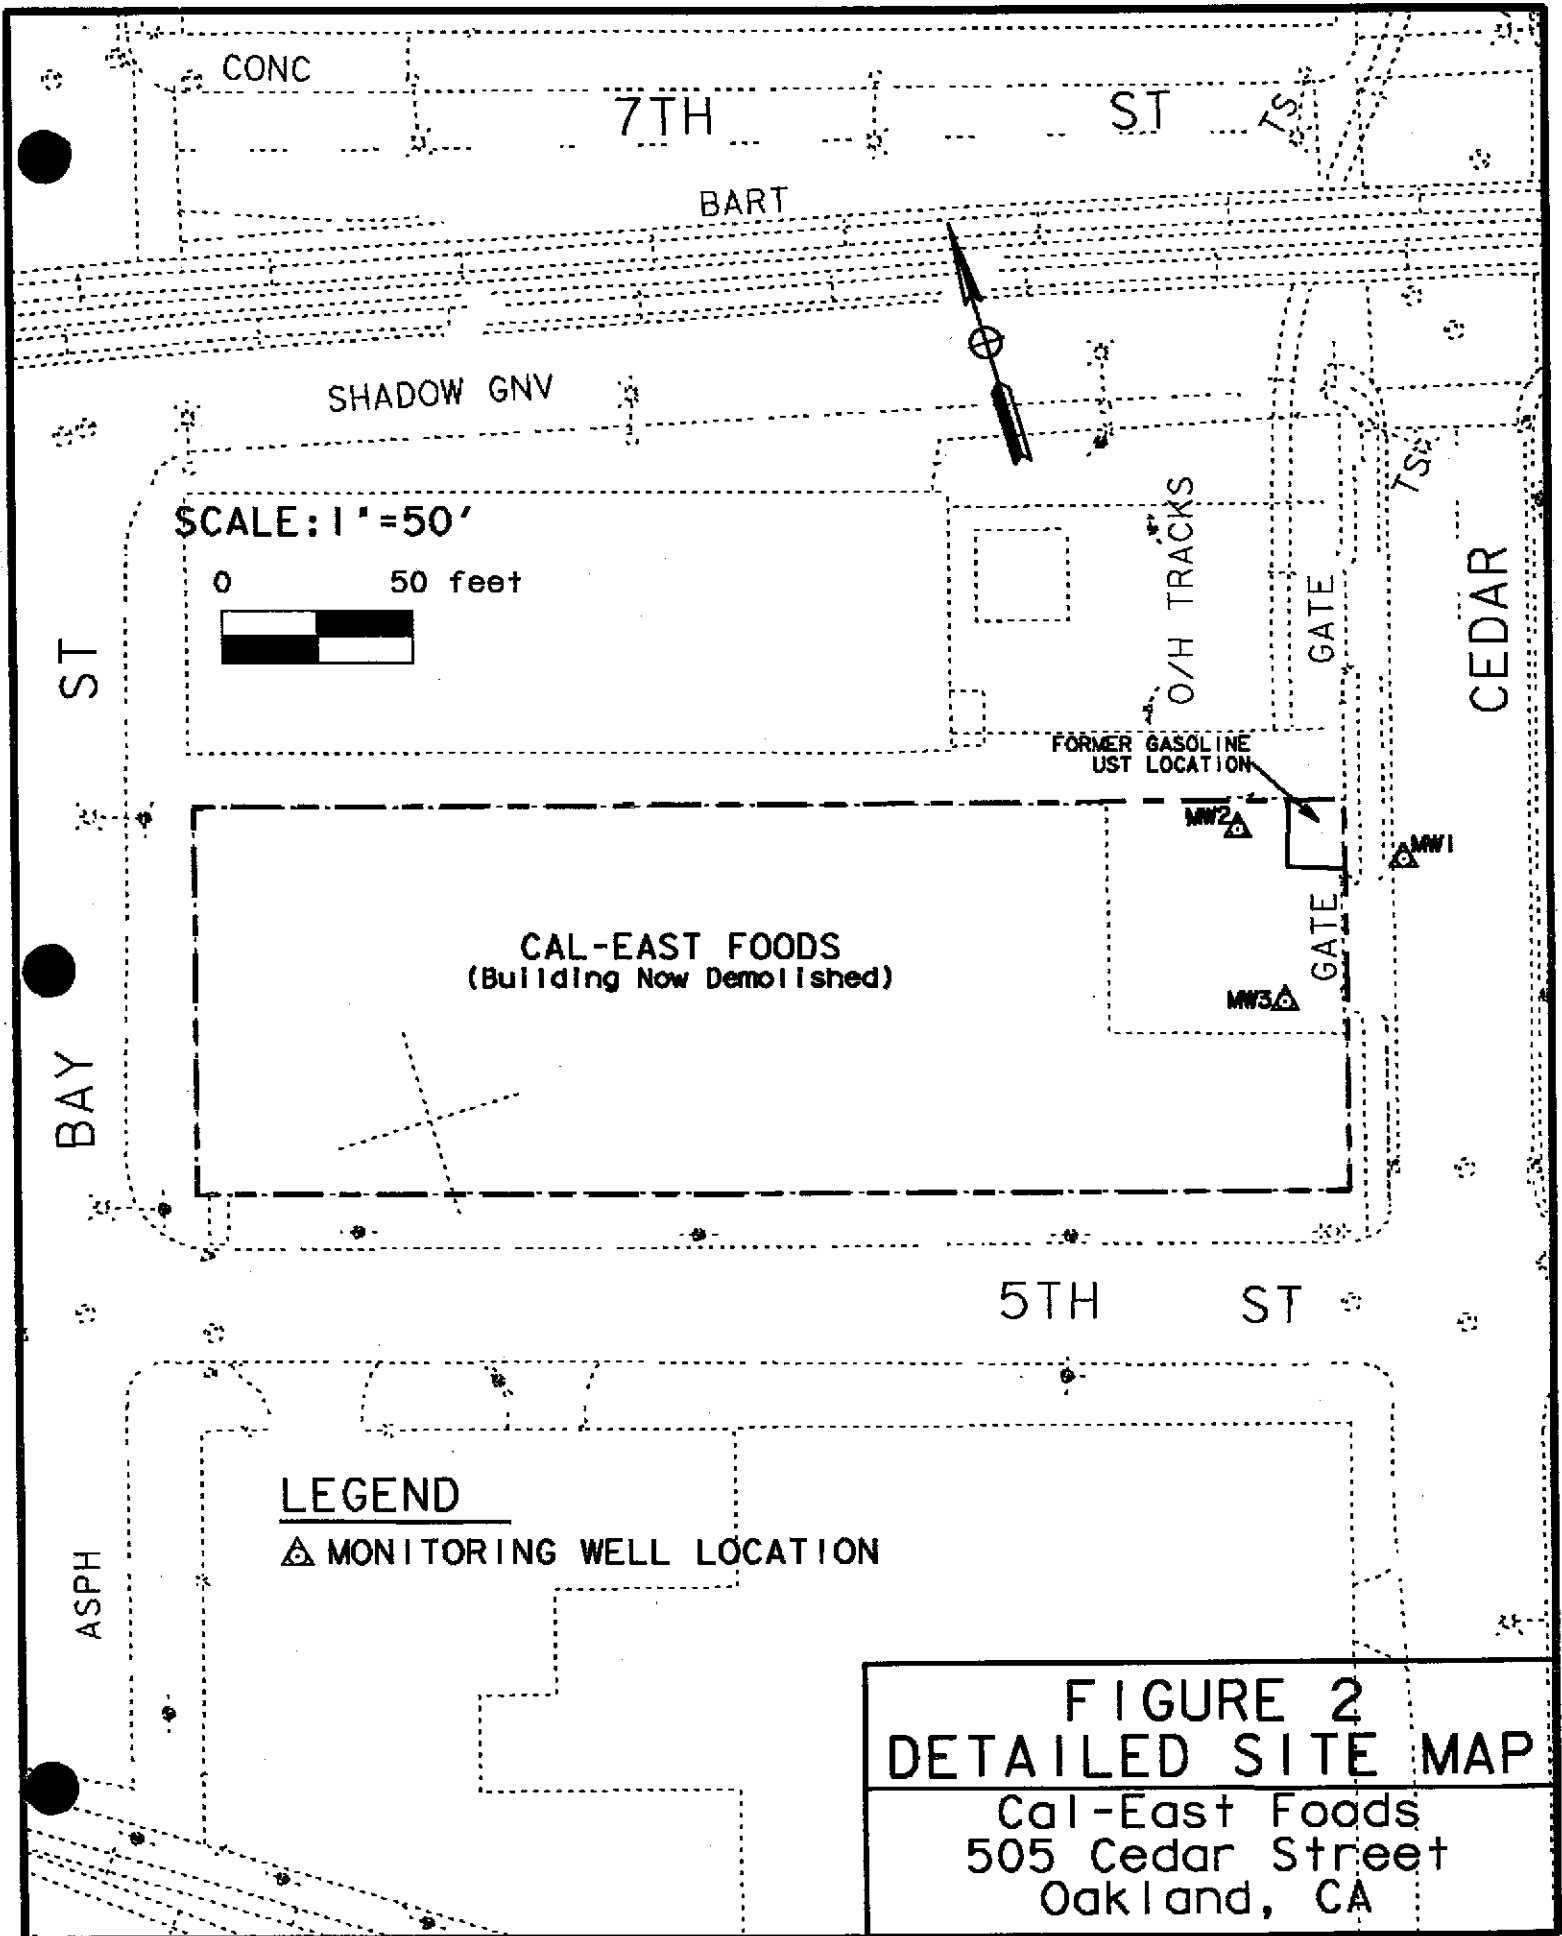 CONC
7TH ST
TS
BART
SHADOW GNV
TS
SCALE: 1"=50'
0 50 feet
O/H TRACKS
GATE
CEDAR
ST
FORMER GASOLINE
UST LOCATION
MW2
MW1
GATE
CAL-EAST FOODS
(Building Now Demolished)
MW3
BAY
5TH ST
LEGEND
MONITORING WELL LOCATION
ASPH
FIGURE 2
DETAILED SITE MAP
Cal-East Foods
505 Cedar Street
Oakland, CA